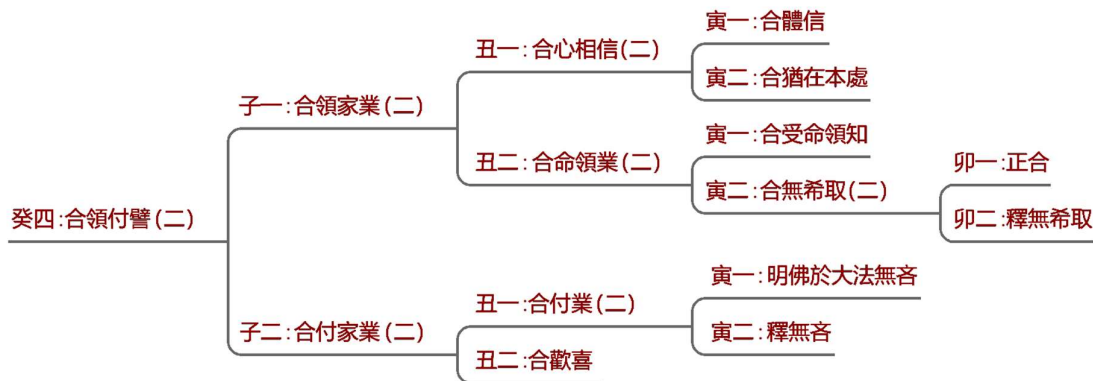 癸四:合領付譬(二)
子一:合領家業(二)
丑一:合心相信(二)
寅一:合體信
寅二:合猶在本處
丑二:合命領業(二)
寅一:合受命領知
寅二:合無希取(二)
卯一:正合
卯二:釋無希取
子二:合付家業(二)
丑一:合付業(二)
寅一:明佛於大法無吝
寅二:釋無吝
丑二:合歡喜